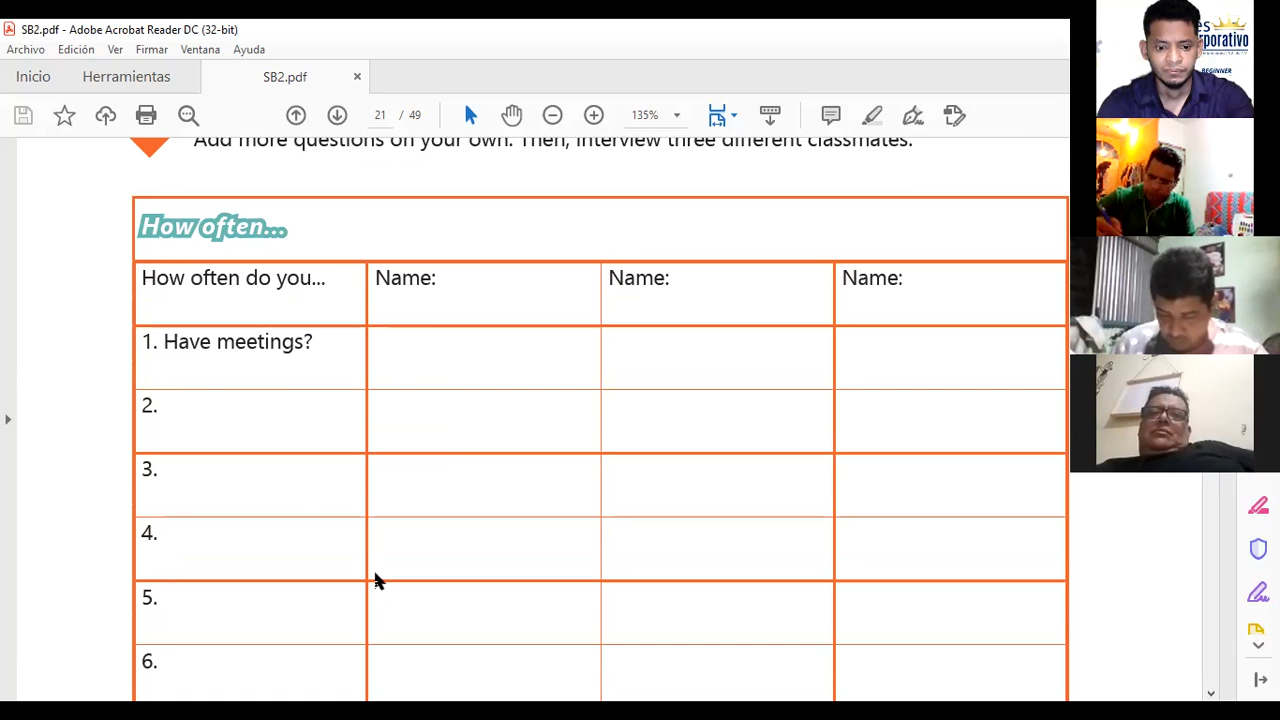 SB2.pdf - Adobe Acrobat Reader DC (32-bit)
Archivo Edición Ver Firmar Ventana Ayuda
Inicio Herramientas SB2.pdf ×
21 / 49 135%
Add more questions on your own. Then, interview three different classmates.
How often...
How often do you... Name: Name: Name:
1. Have meetings?
2.
3.
4.
5.
6.
BEGINNER